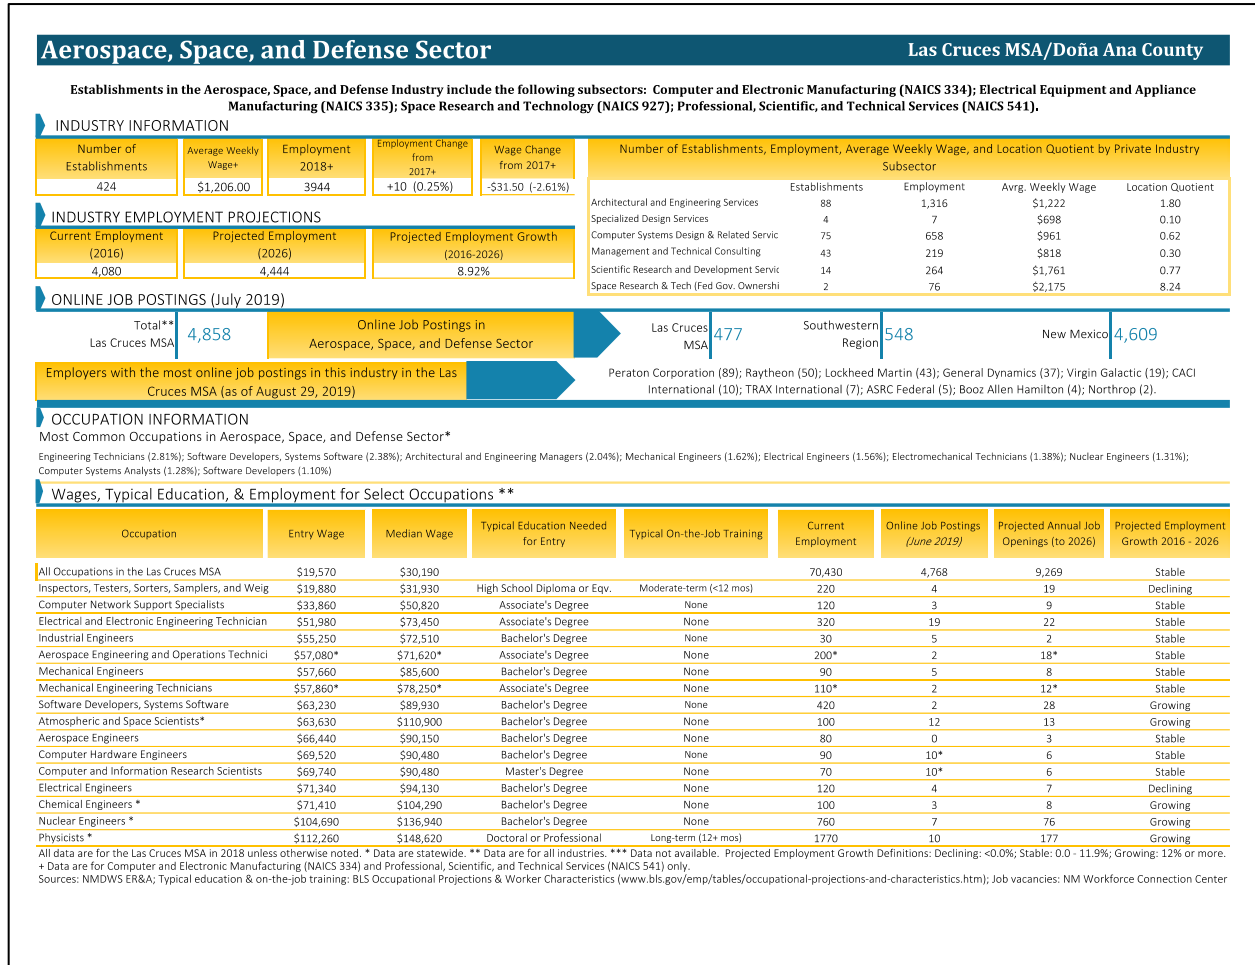 Aerospace, Space, and Defense Sector
Las Cruces MSA/Doña Ana County
Establishments in the Aerospace, Space, and Defense Industry include the following subsectors: Computer and Electronic Manufacturing (NAICS 334); Electrical Equipment and Appliance
Manufacturing (NAICS 335); Space Research and Technology (NAICS 927); Professional, Scientific, and Technical Services (NAICS 541).
INDUSTRY INFORMATION
Number of
Establishments
424
Average Weekly
Wage+
$1,206.00
Employment
2018+
3944
Employment Change
from
2017+
+10 (0.25%)
Wage Change
from 2017+
-$31.50 (-2.61%)
Number of Establishments, Employment, Average Weekly Wage, and Location Quotient by Private Industry
Subsector
Establishments Employment Avrg. Weekly Wage Location Quotient
Architectural and Engineering Services 88 1,316 $1,222 1.80
Specialized Design Services 4 7 $698 0.10
Computer Systems Design & Related Servic 75 658 $961 0.62
Management and Technical Consulting 43 219 $818 0.30
Scientific Research and Development Servic 14 264 $1,761 0.77
Space Research & Tech (Fed Gov. Ownershi 2 76 $2,175 8.24
INDUSTRY EMPLOYMENT PROJECTIONS
Current Employment
(2016)
4,080
Projected Employment
(2026)
4,444
Projected Employment Growth
(2016-2026)
8.92%
ONLINE JOB POSTINGS (July 2019)
Total**
Las Cruces MSA
4,858
Online Job Postings in
Aerospace, Space, and Defense Sector
Las Cruces
MSA
477
Southwestern
Region
548
New Mexico
4,609
Employers with the most online job postings in this industry in the Las
Cruces MSA (as of August 29, 2019)
Peraton Corporation (89); Raytheon (50); Lockheed Martin (43); General Dynamics (37); Virgin Galactic (19); CACI
International (10); TRAX International (7); ASRC Federal (5); Booz Allen Hamilton (4); Northrop (2).
OCCUPATION INFORMATION
Most Common Occupations in Aerospace, Space, and Defense Sector*
Engineering Technicians (2.81%); Software Developers, Systems Software (2.38%); Architectural and Engineering Managers (2.04%); Mechanical Engineers (1.62%); Electrical Engineers (1.56%); Electromechanical Technicians (1.38%); Nuclear Engineers (1.31%);
Computer Systems Analysts (1.28%); Software Developers (1.10%)
Wages, Typical Education, & Employment for Select Occupations **
Occupation
Entry Wage
Median Wage
Typical Education Needed
for Entry
Typical On-the-Job Training
Current
Employment
Online Job Postings
(June 2019)
Projected Annual Job
Openings (to 2026)
Projected Employment
Growth 2016 - 2026
All Occupations in the Las Cruces MSA $19,570 $30,190 70,430 4,768 9,269 Stable
Inspectors, Testers, Sorters, Samplers, and Weig $19,880 $31,930 High School Diploma or Eqv. Moderate-term (<12 mos) 220 4 19 Declining
Computer Network Support Specialists $33,860 $50,820 Associate's Degree None 120 3 9 Stable
Electrical and Electronic Engineering Technician $51,980 $73,450 Associate's Degree None 320 19 22 Stable
Industrial Engineers $55,250 $72,510 Bachelor's Degree None 30 5 2 Stable
Aerospace Engineering and Operations Technici $57,080* $71,620* Associate's Degree None 200* 2 18* Stable
Mechanical Engineers $57,660 $85,600 Bachelor's Degree None 90 5 8 Stable
Mechanical Engineering Technicians $57,860* $78,250* Associate's Degree None 110* 2 12* Stable
Software Developers, Systems Software $63,230 $89,930 Bachelor's Degree None 420 2 28 Growing
Atmospheric and Space Scientists* $63,630 $110,900 Bachelor's Degree None 100 12 13 Growing
Aerospace Engineers $66,440 $90,150 Bachelor's Degree None 80 0 3 Stable
Computer Hardware Engineers $69,520 $90,480 Bachelor's Degree None 90 10* 6 Stable
Computer and Information Research Scientists $69,740 $90,480 Master's Degree None 70 10* 6 Stable
Electrical Engineers $71,340 $94,130 Bachelor's Degree None 120 4 7 Declining
Chemical Engineers * $71,410 $104,290 Bachelor's Degree None 100 3 8 Growing
Nuclear Engineers * $104,690 $136,940 Bachelor's Degree None 760 7 76 Growing
Physicists * $112,260 $148,620 Doctoral or Professional Long-term (12+ mos) 1770 10 177 Growing
All data are for the Las Cruces MSA in 2018 unless otherwise noted. * Data are statewide. ** Data are for all industries. *** Data not available. Projected Employment Growth Definitions: Declining: <0.0%; Stable: 0.0 - 11.9%; Growing: 12% or more.
+ Data are for Computer and Electronic Manufacturing (NAICS 334) and Professional, Scientific, and Technical Services (NAICS 541) only.
Sources: NMDWS ER&A; Typical education & on-the-job training: BLS Occupational Projections & Worker Characteristics (www.bls.gov/emp/tables/occupational-projections-and-characteristics.htm); Job vacancies: NM Workforce Connection Center